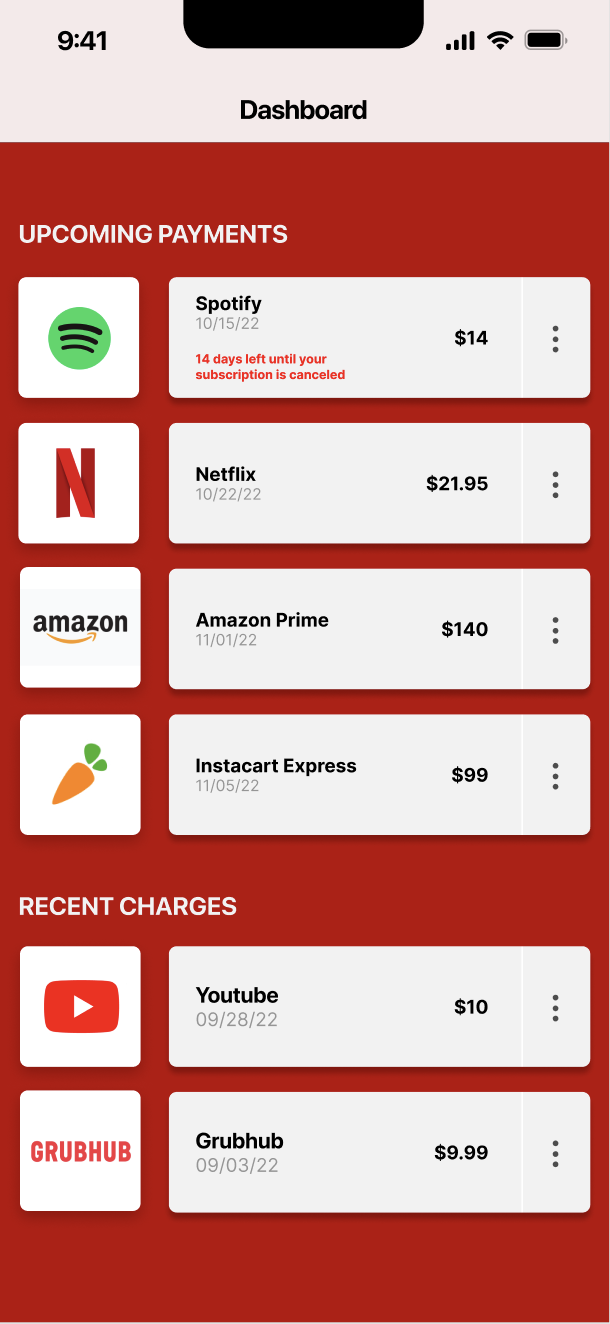 9:41
Dashboard
UPCOMING PAYMENTS
Spotify
10/15/22
$14
14 days left until your
subscription is canceled
Netflix
10/22/22
$21.95
amazon
Amazon Prime
11/01/22
$140
Instacart Express
11/05/22
$99
RECENT CHARGES
Youtube
09/28/22
$10
GRUBHUB
Grubhub
09/03/22
$9.99